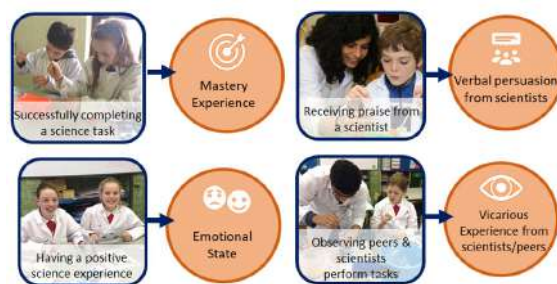 Successfully completing
a science task
Mastery
Experience
Receiving praise from
a scientist
Verbal persuasion
from scientists
Having a positive
science experience
Emotional
State
Observing peers &
scientists
perform tasks
Vicarious
Experience from
scientists/peers